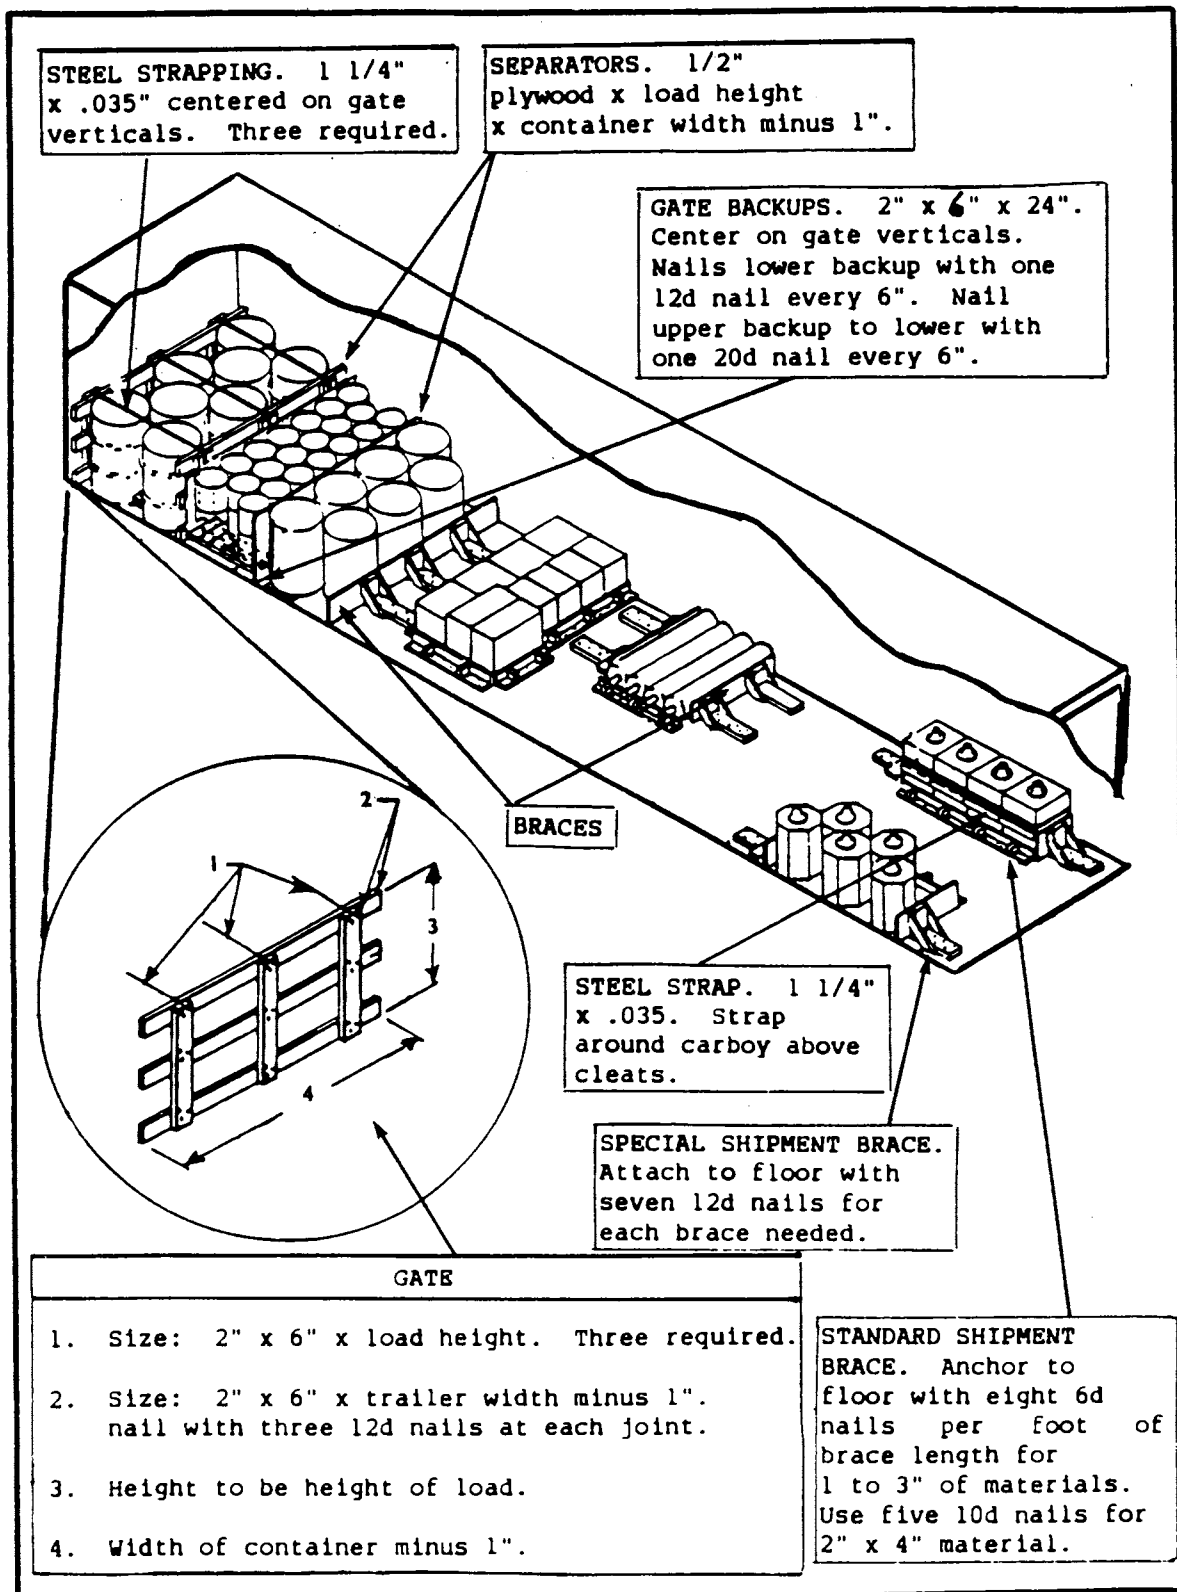 STEEL STRAPPING. 1 1/4"
x .035" centered on gate
verticals. Three required.
SEPARATORS. 1/2"
plywood x load height
x container width minus 1".
GATE BACKUPS. 2" x 6" x 24".
Center on gate verticals.
Nails lower backup with one
12d nail every 6". Nail
upper backup to lower with
one 20d nail every 6".
BRACES
2
1
3
4
STEEL STRAP. 1 1/4"
x .035. Strap
around carboy above
cleats.
SPECIAL SHIPMENT BRACE.
Attach to floor with
seven 12d nails for
each brace needed.
GATE
1. Size: 2" x 6" x load height. Three required.
2. Size: 2" x 6" x trailer width minus 1".
nail with three 12d nails at each joint.
3. Height to be height of load.
4. Width of container minus 1".
STANDARD SHIPMENT
BRACE. Anchor to
floor with eight 6d
nails per foot of
brace length for
1 to 3" of materials.
Use five 10d nails for
2" x 4" material.